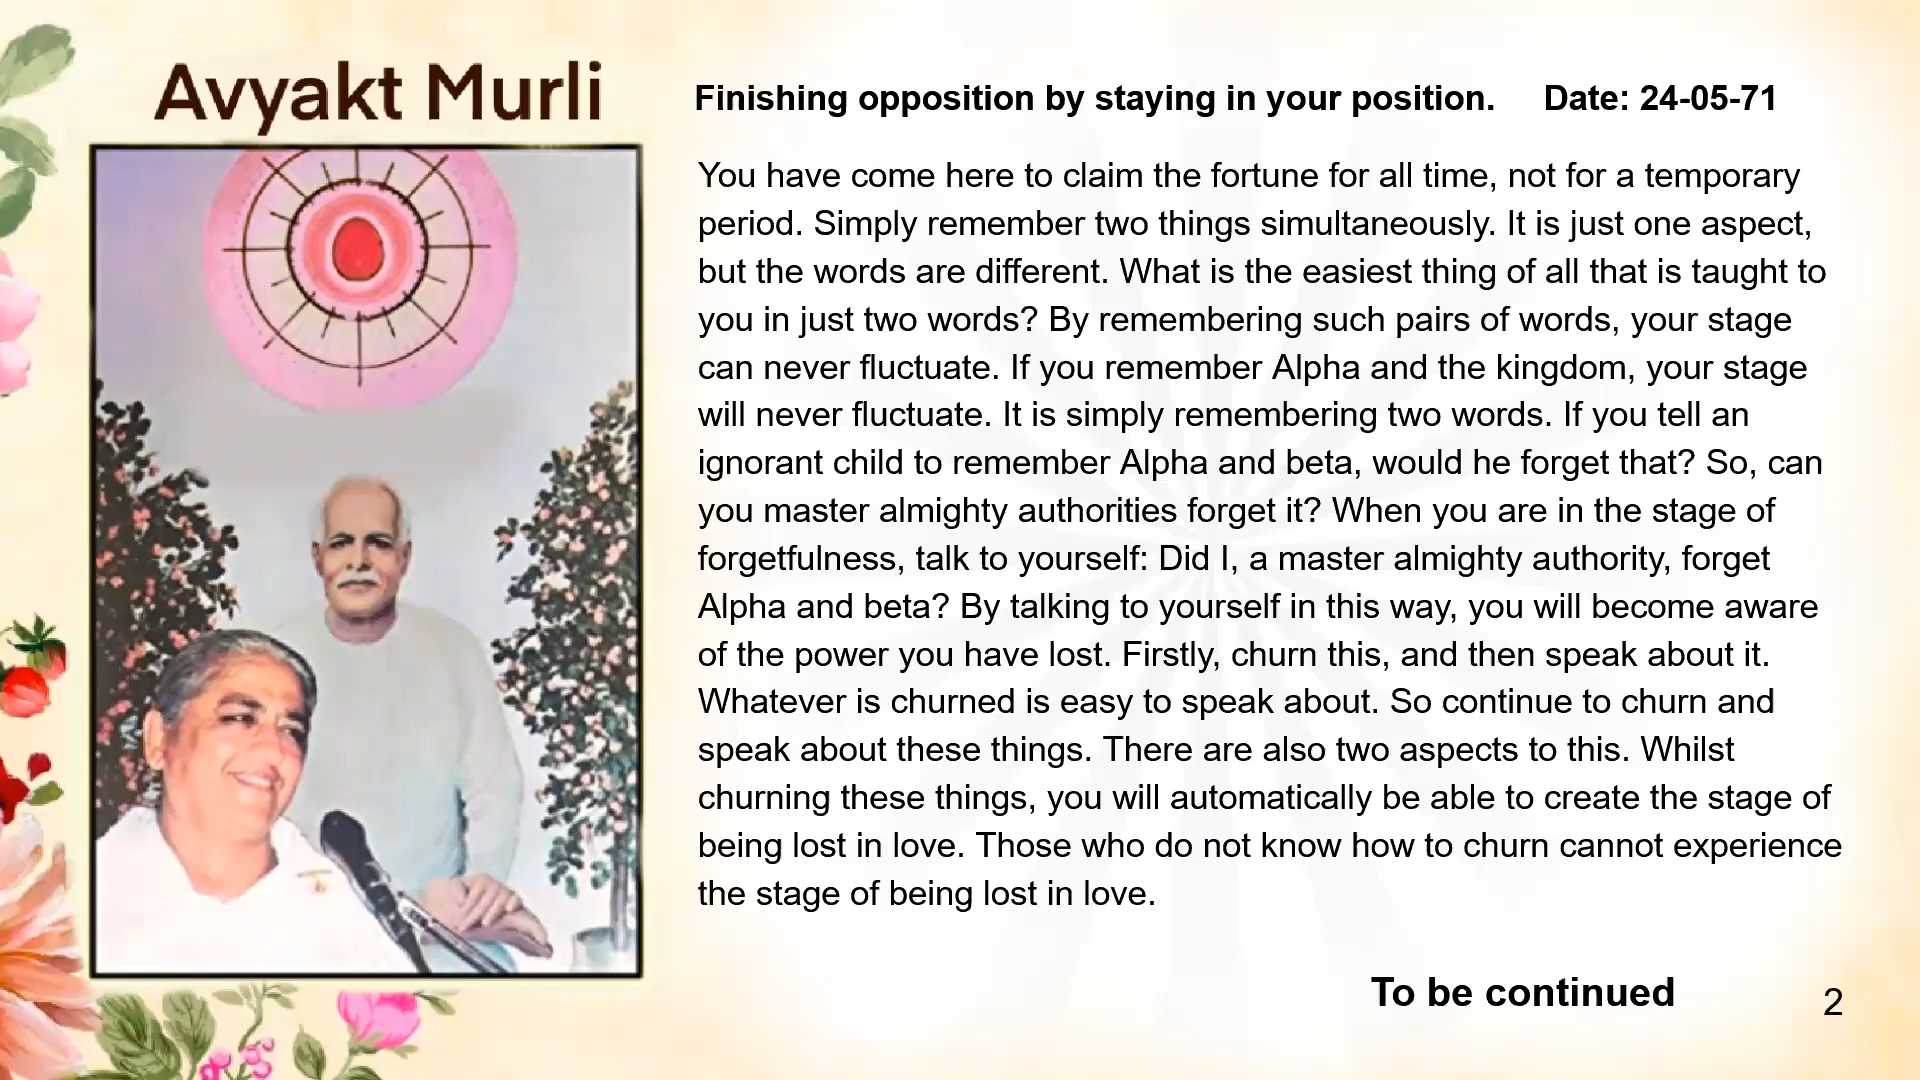 Avyakt Murli
Finishing opposition by staying in your position. Date: 24-05-71
You have come here to claim the fortune for all time, not for a temporary
period. Simply remember two things simultaneously. It is just one aspect,
but the words are different. What is the easiest thing of all that is taught to
you in just two words? By remembering such pairs of words, your stage
can never fluctuate. If you remember Alpha and the kingdom, your stage
will never fluctuate. It is simply remembering two words. If you tell an
ignorant child to remember Alpha and beta, would he forget that? So, can
you master almighty authorities forget it? When you are in the stage of
forgetfulness, talk to yourself: Did I, a master almighty authority, forget
Alpha and beta? By talking to yourself in this way, you will become aware
of the power you have lost. Firstly, churn this, and then speak about it.
Whatever is churned is easy to speak about. So continue to churn and
speak about these things. There are also two aspects to this. Whilst
churning these things, you will automatically be able to create the stage of
being lost in love. Those who do not know how to churn cannot experience
the stage of being lost in love.
To be continued
2